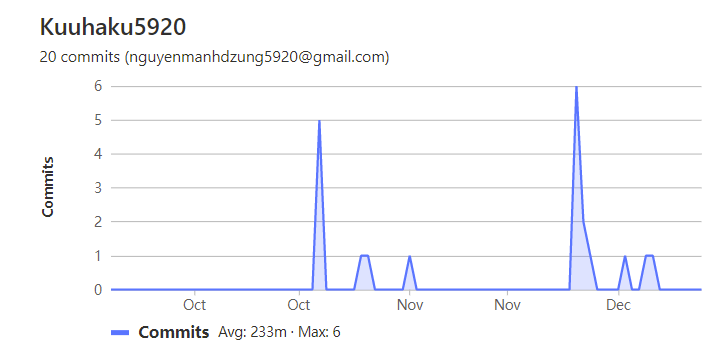 Kuuhaku5920
20 commits (nguyenmanhdzung5920@gmail.com)
Commits
6
5
4
3
2
1
0
Oct Oct Nov Nov Dec
Commits Avg: 233m · Max: 6